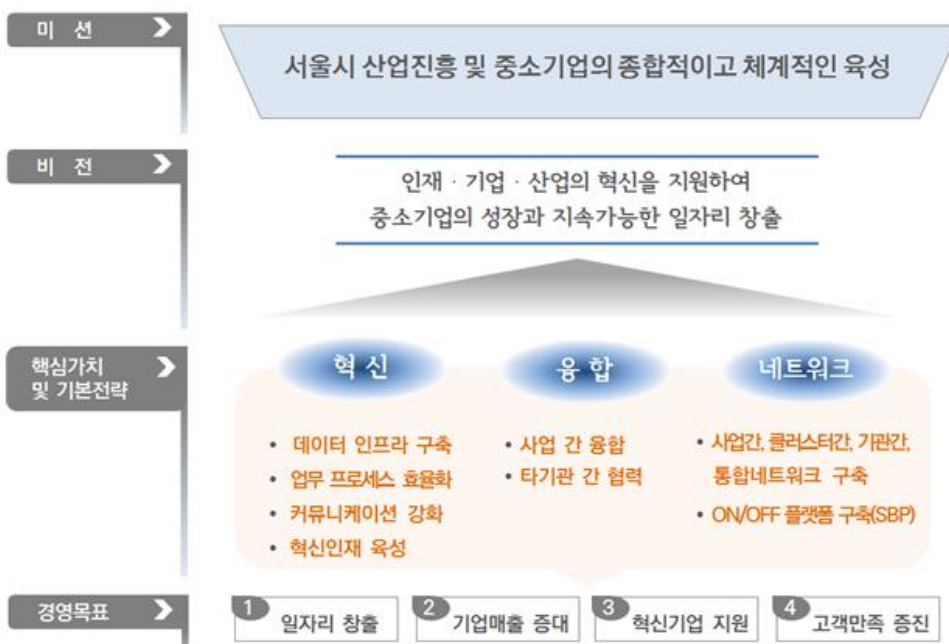 미 션
서울시 산업진흥 및 중소기업의 종합적이고 체계적인 육성
비 전
인재 · 기업 · 산업의 혁신을 지원하여
중소기업의 성장과 지속가능한 일자리 창출
핵심가치
및 기본전략
혁 신
• 데이터 인프라 구축
• 업무 프로세스 효율화
• 커뮤니케이션 강화
• 혁신인재 육성
융 합
• 사업 간 융합
• 타기관 간 협력
네트워크
• 사업간, 클러스터간, 기관간,
통합네트워크 구축
• ON/OFF 플랫폼 구축(SBP)
경영목표
1 일자리 창출
2 기업매출 증대
3 혁신기업 지원
4 고객만족 증진